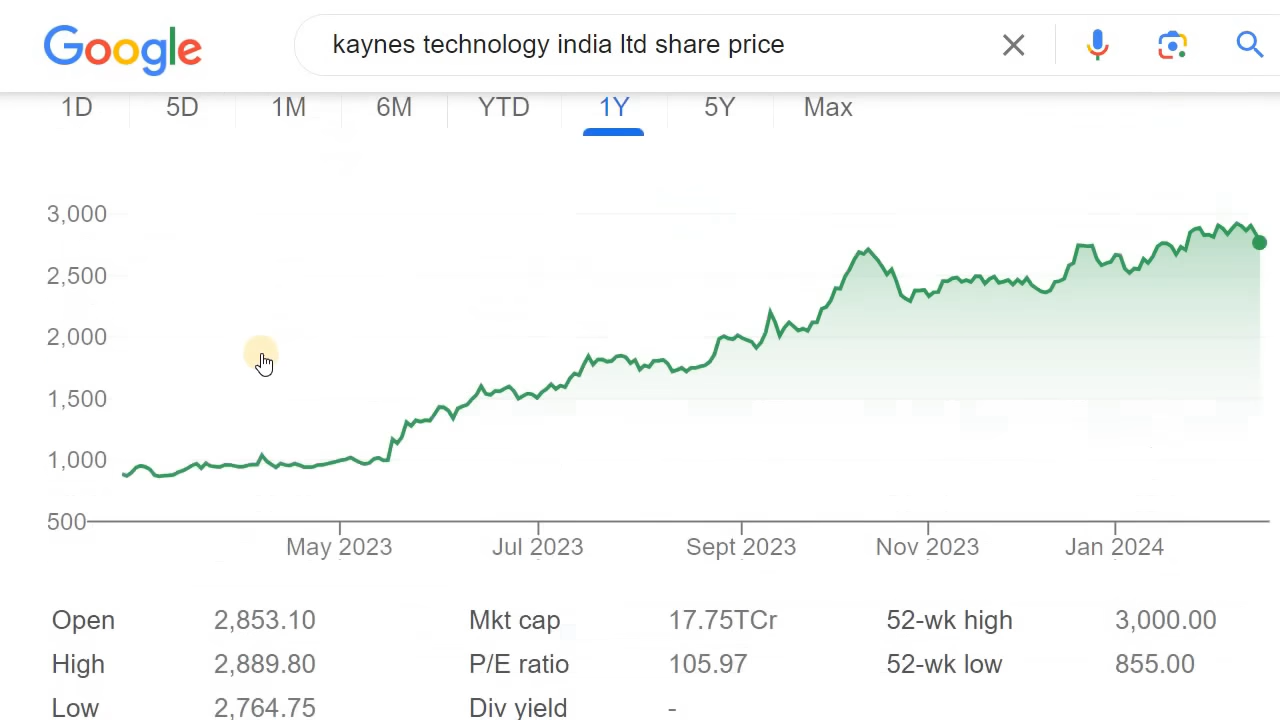 Google
kaynes technology india ltd share price
1D 5D 1M 6M YTD 1Y 5Y Max
3,000
2,500
2,000
1,500
1,000
500
May 2023 Jul 2023 Sept 2023 Nov 2023 Jan 2024
Open 2,853.10 Mkt cap 17.75TCr 52-wk high 3,000.00
High 2,889.80 P/E ratio 105.97 52-wk low 855.00
Low 2,764.75 Div yield -